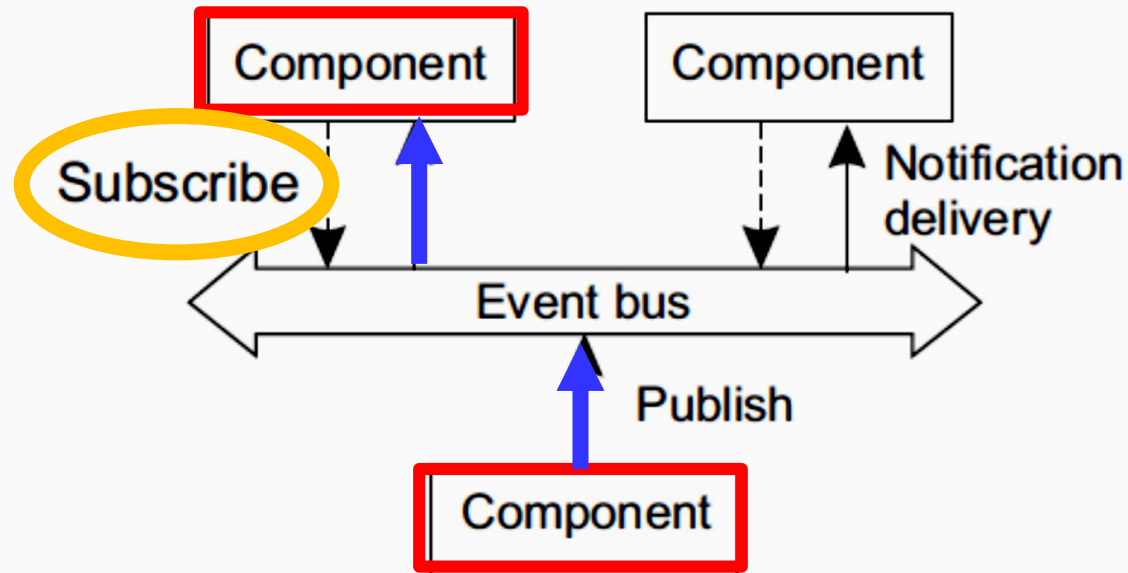 Component
Component
Subscribe
Notification
delivery
Event bus
Publish
Component